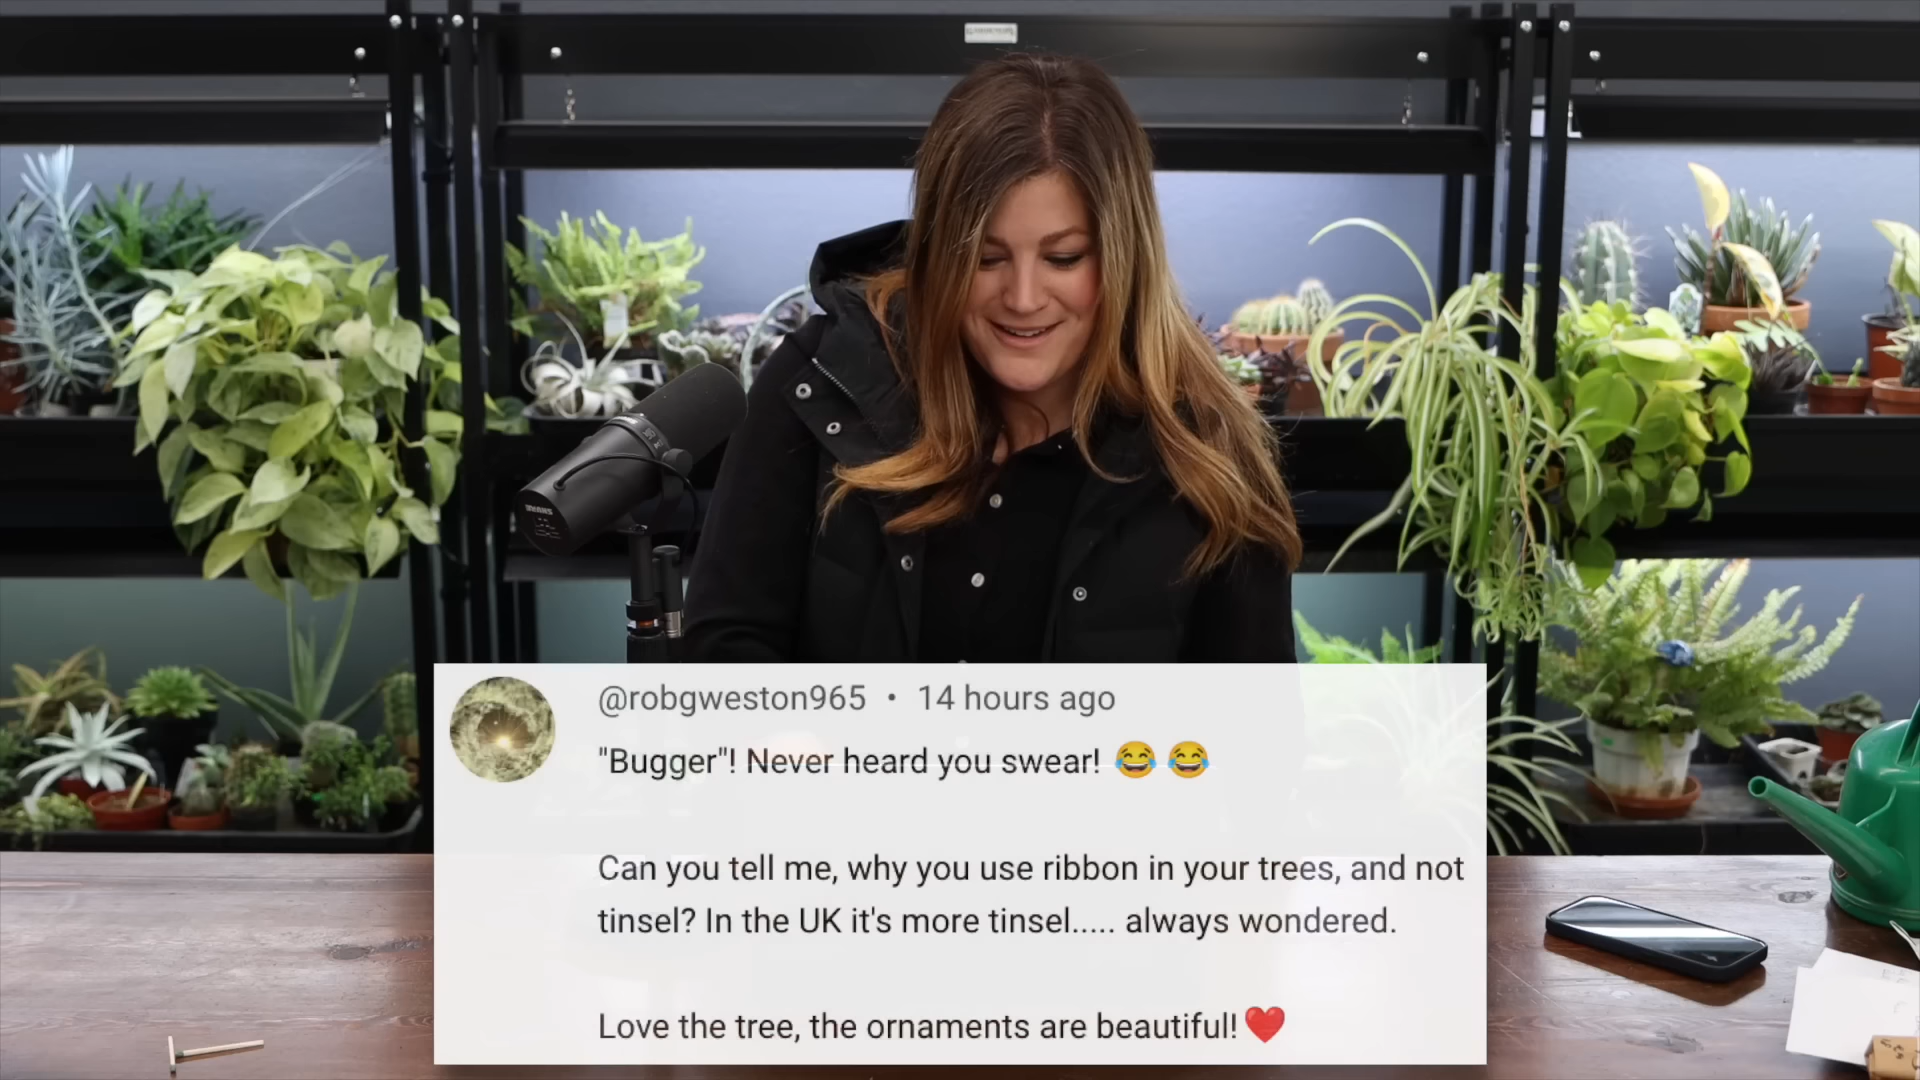 @robgweston965 • 14 hours ago
"Bugger"! Never heard you swear! 😂 😂
Can you tell me, why you use ribbon in your trees, and not
tinsel? In the UK it's more tinsel..... always wondered.
Love the tree, the ornaments are beautiful! ❤️